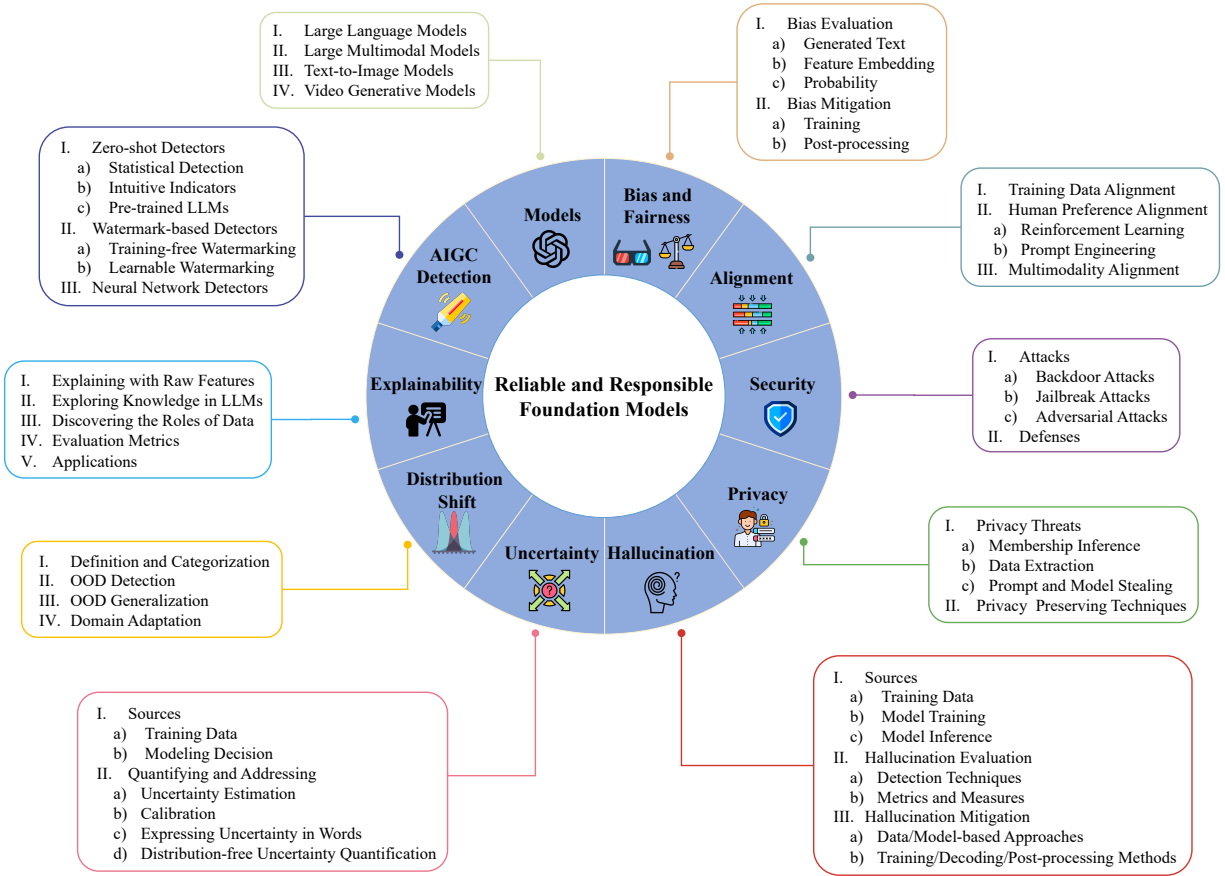 I. Large Language Models
II. Large Multimodal Models
III. Text-to-Image Models
IV. Video Generative Models
I. Bias Evaluation
a) Generated Text
b) Feature Embedding
c) Probability
II. Bias Mitigation
a) Training
b) Post-processing
I. Zero-shot Detectors
a) Statistical Detection
b) Intuitive Indicators
c) Pre-trained LLMs
II. Watermark-based Detectors
a) Training-free Watermarking
b) Learnable Watermarking
III. Neural Network Detectors
I. Training Data Alignment
II. Human Preference Alignment
a) Reinforcement Learning
b) Prompt Engineering
III. Multimodality Alignment
Models
Bias and
Fairness
AIGC
Detection
Alignment
Explainability
Reliable and Responsible
Foundation Models
Security
Distribution
Shift
Privacy
Uncertainty
?
Hallucination
?
I. Explaining with Raw Features
II. Exploring Knowledge in LLMs
III. Discovering the Roles of Data
IV. Evaluation Metrics
V. Applications
I. Attacks
a) Backdoor Attacks
b) Jailbreak Attacks
c) Adversarial Attacks
II. Defenses
I. Definition and Categorization
II. OOD Detection
III. OOD Generalization
IV. Domain Adaptation
I. Privacy Threats
a) Membership Inference
b) Data Extraction
c) Prompt and Model Stealing
II. Privacy Preserving Techniques
I. Sources
a) Training Data
b) Modeling Decision
II. Quantifying and Addressing
a) Uncertainty Estimation
b) Calibration
c) Expressing Uncertainty in Words
d) Distribution-free Uncertainty Quantification
I. Sources
a) Training Data
b) Model Training
c) Model Inference
II. Hallucination Evaluation
a) Detection Techniques
b) Metrics and Measures
III. Hallucination Mitigation
a) Data/Model-based Approaches
b) Training/Decoding/Post-processing Methods